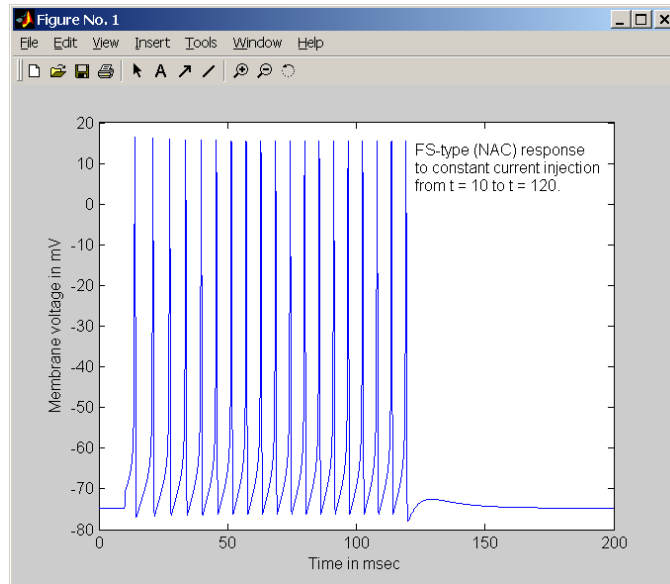 Figure No. 1
File Edit View Insert Tools Window Help
20
10
0
-10
-20
-30
-40
-50
-60
-70
-80
Membrane voltage in mV
FS-type (NAC) response
to constant current injection
from t = 10 to t = 120.
0 50 100 150 200
Time in msec